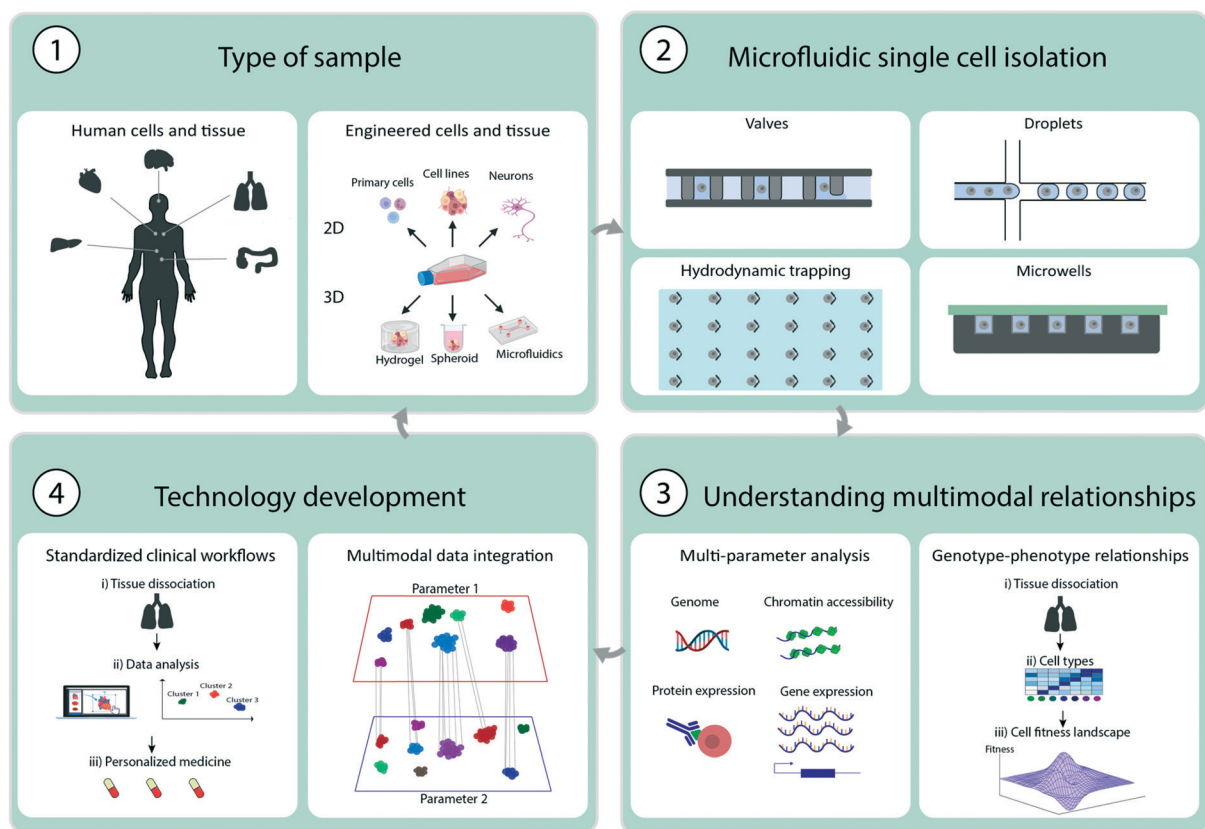 1
Type of sample
Human cells and tissue
Engineered cells and tissue
Primary cells
Cell lines
Neurons
2D
3D
Hydrogel
Spheroid
Microfluidics
2
Microfluidic single cell isolation
Valves
Droplets
Hydrodynamic trapping
Microwells
3
Understanding multimodal relationships
Multi-parameter analysis
Genome
Chromatin accessibility
Protein expression
Gene expression
Genotype-phenotype relationships
i) Tissue dissociation
ii) Cell types
iii) Cell fitness landscape
Fitness
4
Technology development
Standardized clinical workflows
i) Tissue dissociation
ii) Data analysis
Cluster 1
Cluster 2
Cluster 3
iii) Personalized medicine
Multimodal data integration
Parameter 1
Parameter 2